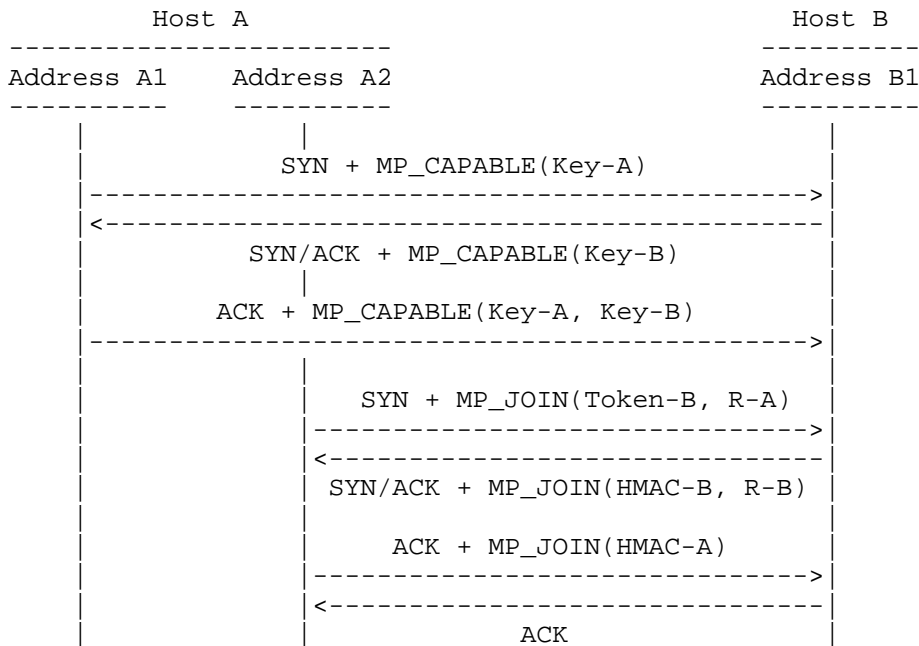 Host A Host B
Address A1 Address A2 Address B1
SYN + MP_CAPABLE(Key-A)
SYN/ACK + MP_CAPABLE(Key-B)
ACK + MP_CAPABLE(Key-A, Key-B)
SYN + MP_JOIN(Token-B, R-A)
SYN/ACK + MP_JOIN(HMAC-B, R-B)
ACK + MP_JOIN(HMAC-A)
ACK